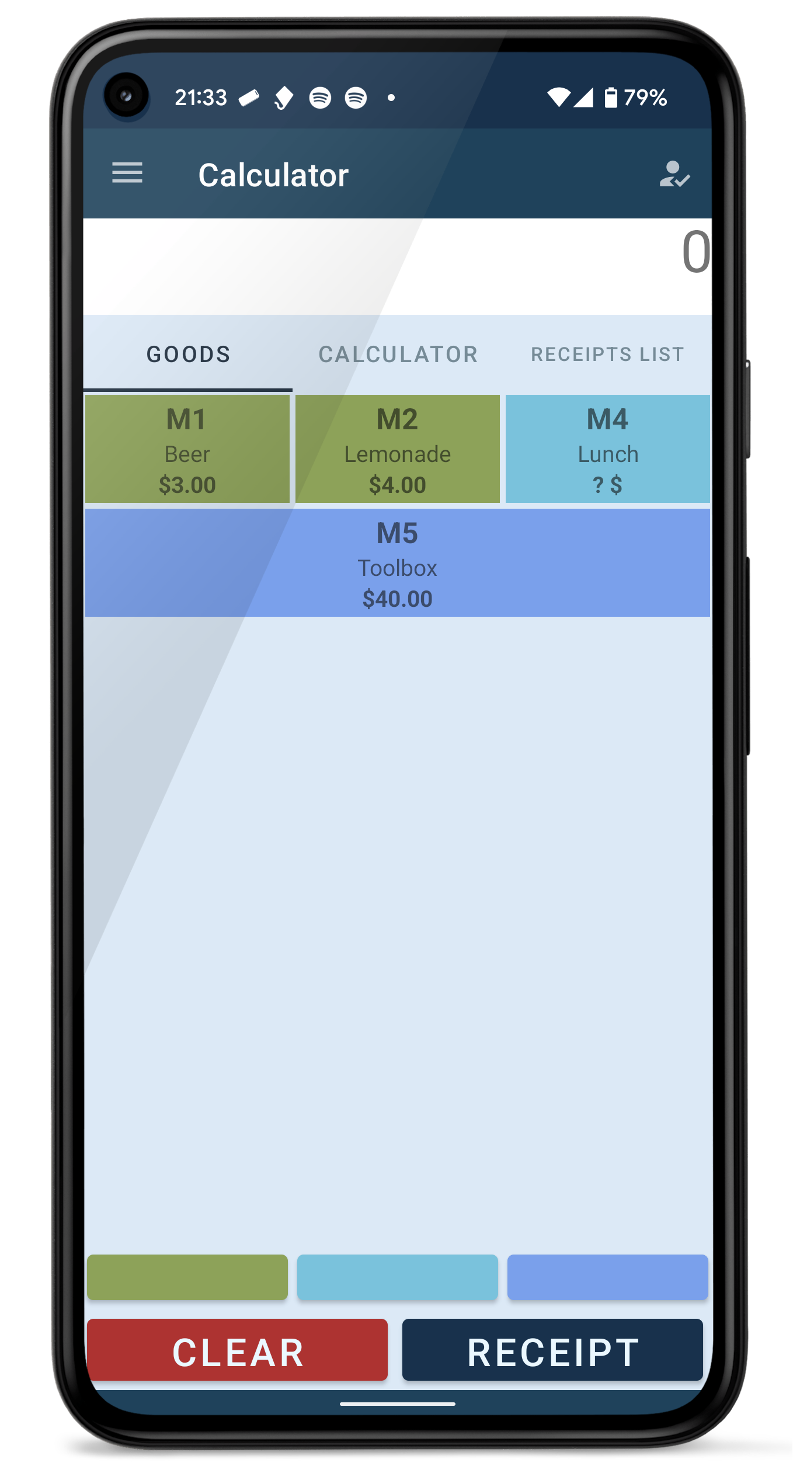 21:33 79%
Calculator
0
GOODS CALCULATOR RECEIPTS LIST
M1 M2 M4
Beer Lemonade Lunch
$3.00 $4.00 ? $
M5
Toolbox
$40.00
CLEAR RECEIPT